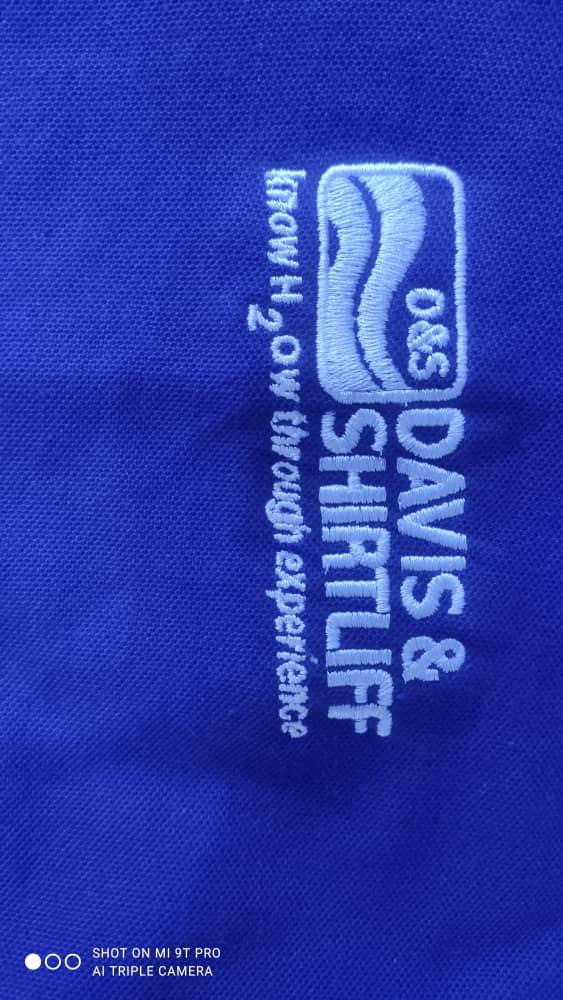 D&S
DAVIS &
SHIRTLIFF
know H2Ow through experience
SHOT ON MI 9T PRO
AI TRIPLE CAMERA